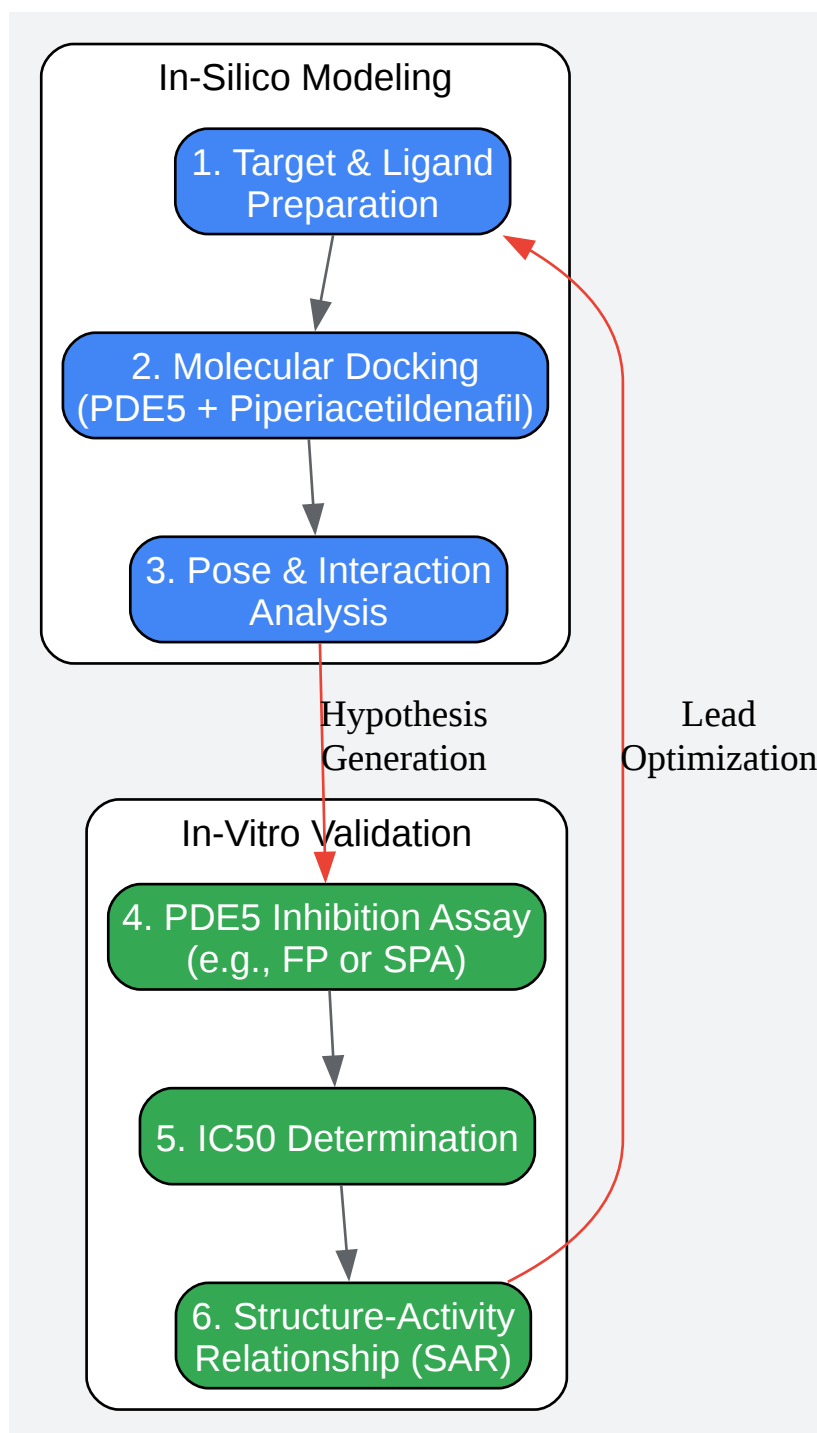 In-Silico Modeling
1. Target & Ligand
Preparation
2. Molecular Docking
(PDE5 + Piperiacetildenafil)
3. Pose & Interaction
Analysis
Hypothesis
Generation
Lead
Optimization
In-Vitro Validation
4. PDE5 Inhibition Assay
(e.g., FP or SPA)
5. IC50 Determination
6. Structure-Activity
Relationship (SAR)